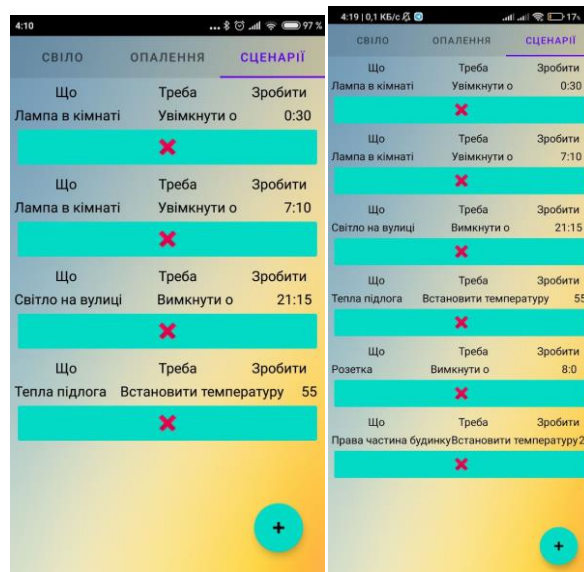 4:10 97 %
СВІЛО ОПАЛЕННЯ СЦЕНАРІЇ
Що Треба Зробити
Лампа в кімнаті Увімкнути о 0:30
Що Треба Зробити
Лампа в кімнаті Увімкнути о 7:10
Що Треба Зробити
Світло на вулиці Вимкнути о 21:15
Що Треба Зробити
Тепла підлога Встановити температуру 55
+
4:19 | 0,1 КБ/с 17%
СВІЛО ОПАЛЕННЯ СЦЕНАРІЇ
Що Треба Зробити
Лампа в кімнаті Увімкнути о 0:30
Що Треба Зробити
Лампа в кімнаті Увімкнути о 7:10
Що Треба Зробити
Світло на вулиці Вимкнути о 21:15
Що Треба Зробити
Тепла підлога Встановити температуру 55
Що Треба Зробити
Розетка Вимкнути о 8:0
Що Треба Зробити
Права частина будинкуВстановити температуру2
+